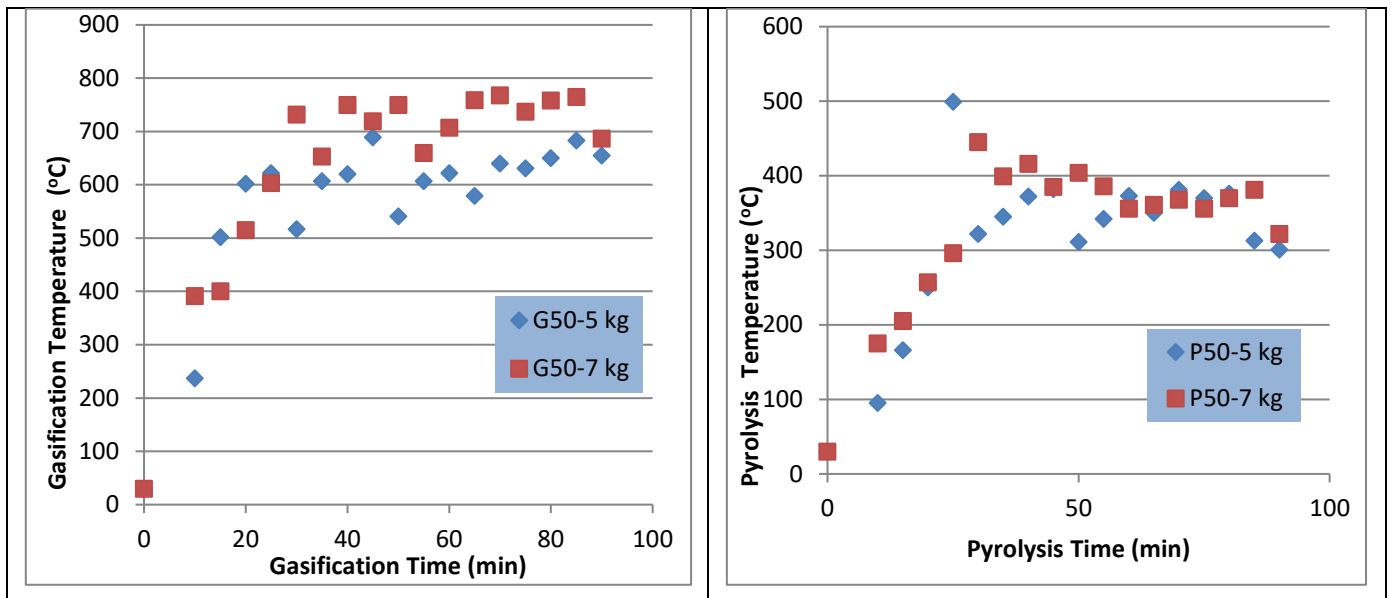 900
800
700
600
500
400
300
200
100
0
0 20 40 60 80 100
Gasification Temperature (oC)
Gasification Time (min)
G50-5 kg
G50-7 kg
600
500
400
300
200
100
0
0 50 100
Pyrolysis Temperature (oC)
Pyrolysis Time (min)
P50-5 kg
P50-7 kg